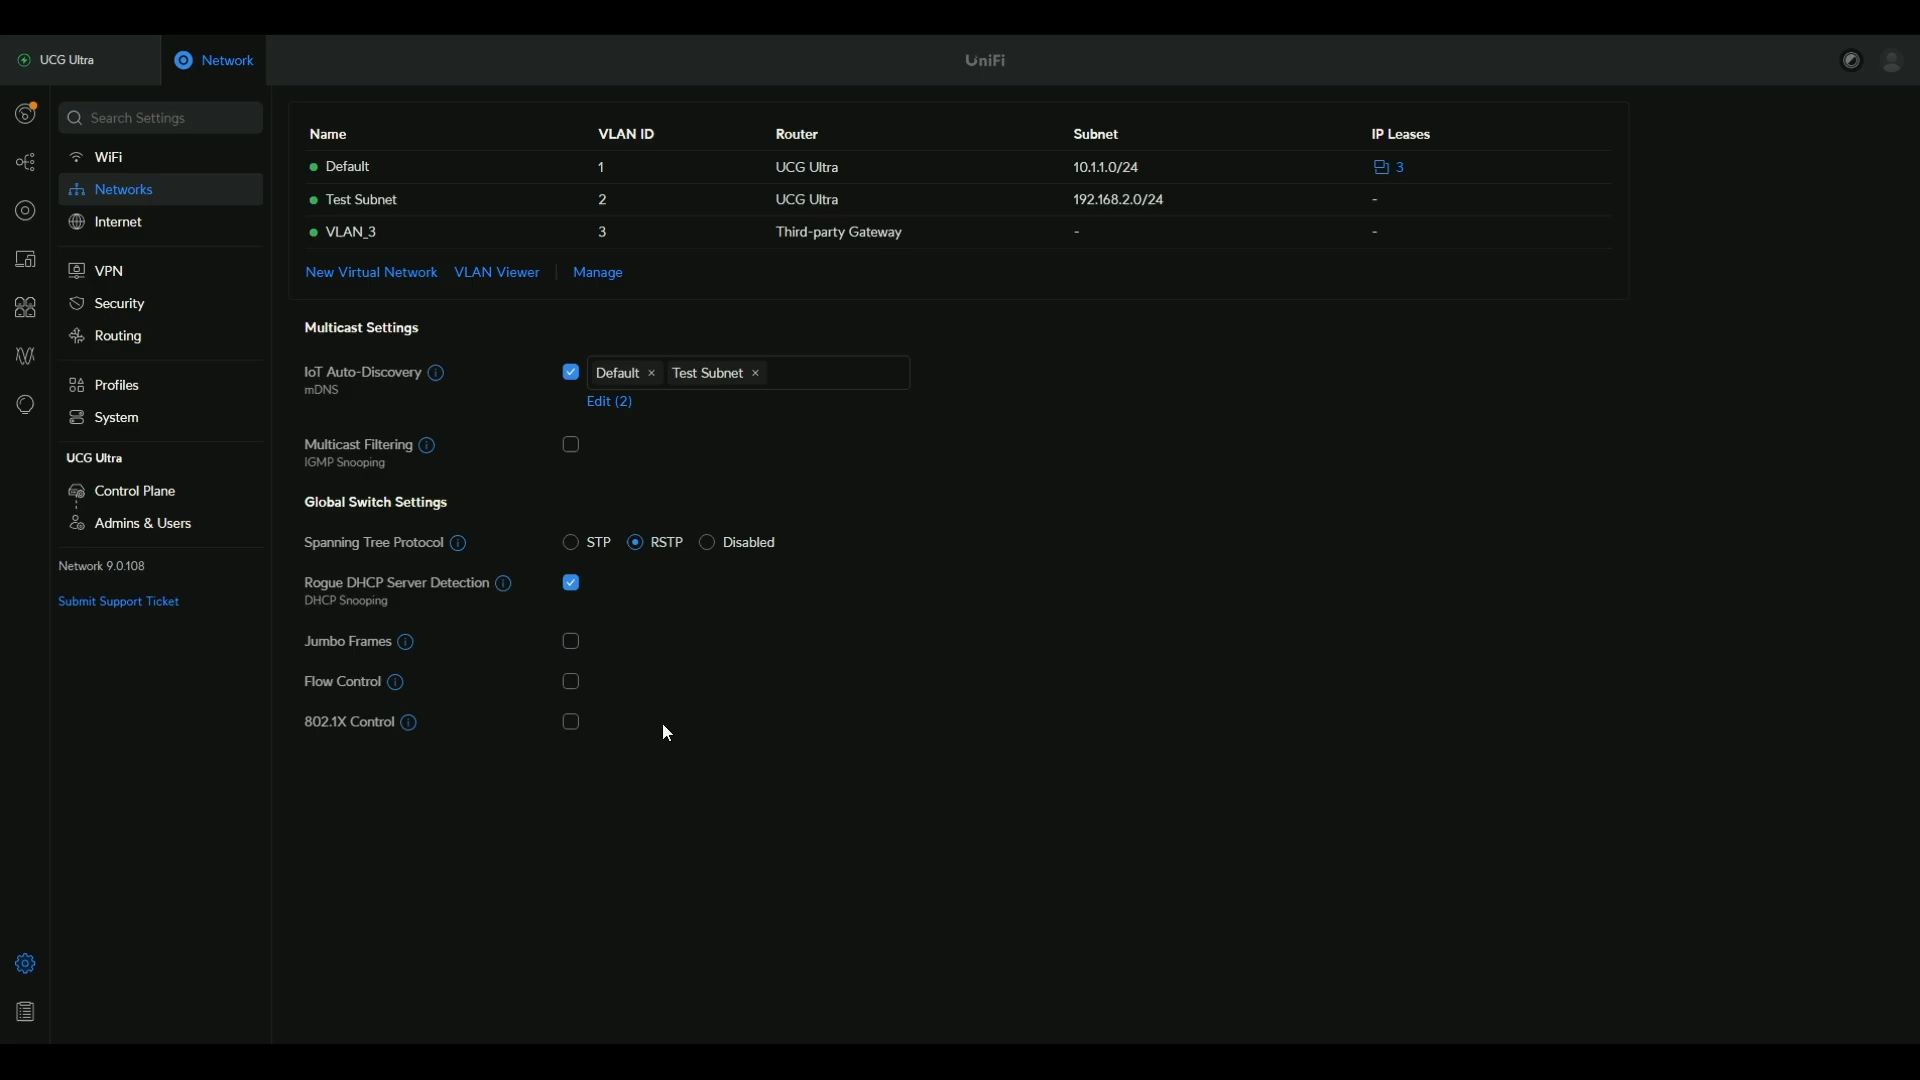 UCG Ultra
Network
UniFi
Search Settings
WiFi
Networks
Internet
VPN
Security
Routing
Profiles
System
UCG Ultra
Control Plane
Admins & Users
Network 9.0.108
Submit Support Ticket
Name VLAN ID Router Subnet IP Leases
Default 1 UCG Ultra 10.1.1.0/24 3
Test Subnet 2 UCG Ultra 192.168.2.0/24 -
VLAN_3 3 Third-party Gateway - -
New Virtual Network VLAN Viewer Manage
Multicast Settings
IoT Auto-Discovery Default × Test Subnet ×
mDNS
Edit (2)
Multicast Filtering
IGMP Snooping
Global Switch Settings
Spanning Tree Protocol STP RSTP Disabled
Rogue DHCP Server Detection
DHCP Snooping
Jumbo Frames
Flow Control
802.1X Control